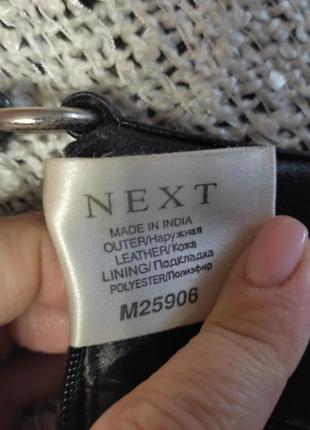 NEXT
MADE IN INDIA
OUTER/Наружная
LEATHER/Кожа
LINING/Подкладка
POLYESTER/Полиэфир
M25906